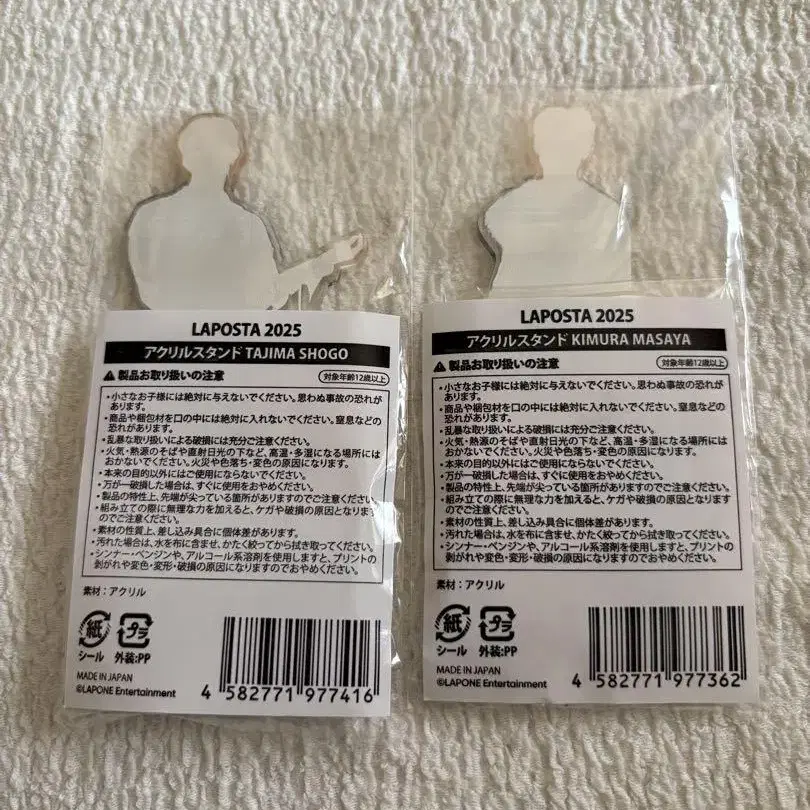 LAPOSTA 2025
アクリルスタンド TAJIMA SHOGO
⚠ 製品お取り扱いの注意
対象年齢12歳以上
・小さなお子様には絶対に与えないでください。思わぬ事故の恐れが
あります。
・商品や梱包材を口の中には絶対に入れないでください。窒息などの
恐れがあります。
・乱暴な取り扱いによる破損には充分ご注意ください。
・火気・熱源のそばや直射日光の下など、高温・多湿になる場所には
おかないでください。火災や色落ち・変色の原因になります。
・本来の目的以外にはご使用にならないでください。
・万が一破損した場合は、すぐに使用をおやめください。
・製品の特性上、先端が尖っている箇所がありますのでご注意ください。
・組み立ての際に無理な力を加えると、ケガや破損の原因となります
のでご注意ください。
・素材の性質上、差し込み具合に個体差があります。
・汚れた場合は、水を布に含ませ、かたく絞ってから拭き取ってください。
・シンナー・ベンジンや、アルコール系溶剤を使用しますと、プリントの
剥がれや変色・変形・破損の原因になりますのでおやめください。
素材：アクリル
紙
プラ
シール
外装:PP
MADE IN JAPAN
©LAPONE Entertainment
4 582771 977416
LAPOSTA 2025
アクリルスタンド KIMURA MASAYA
⚠ 製品お取り扱いの注意
対象年齢12歳以上
・小さなお子様には絶対に与えないでください。思わぬ事故の恐れが
あります。
・商品や梱包材を口の中には絶対に入れないでください。窒息などの
恐れがあります。
・乱暴な取り扱いによる破損には充分ご注意ください。
・火気・熱源のそばや直射日光の下など、高温・多湿になる場所には
おかないでください。火災や色落ち・変色の原因になります。
・本来の目的以外にはご使用にならないでください。
・万が一破損した場合は、すぐに使用をおやめください。
・製品の特性上、先端が尖っている箇所がありますのでご注意ください。
・組み立ての際に無理な力を加えると、ケガや破損の原因となります
のでご注意ください。
・素材の性質上、差し込み具合に個体差があります。
・汚れた場合は、水を布に含ませ、かたく絞ってから拭き取ってください。
・シンナー・ベンジンや、アルコール系溶剤を使用しますと、プリントの
剥がれや変色・変形・破損の原因になりますのでおやめください。
素材：アクリル
紙
プラ
シール
外装:PP
MADE IN JAPAN
©LAPONE Entertainment
4 582771 977362